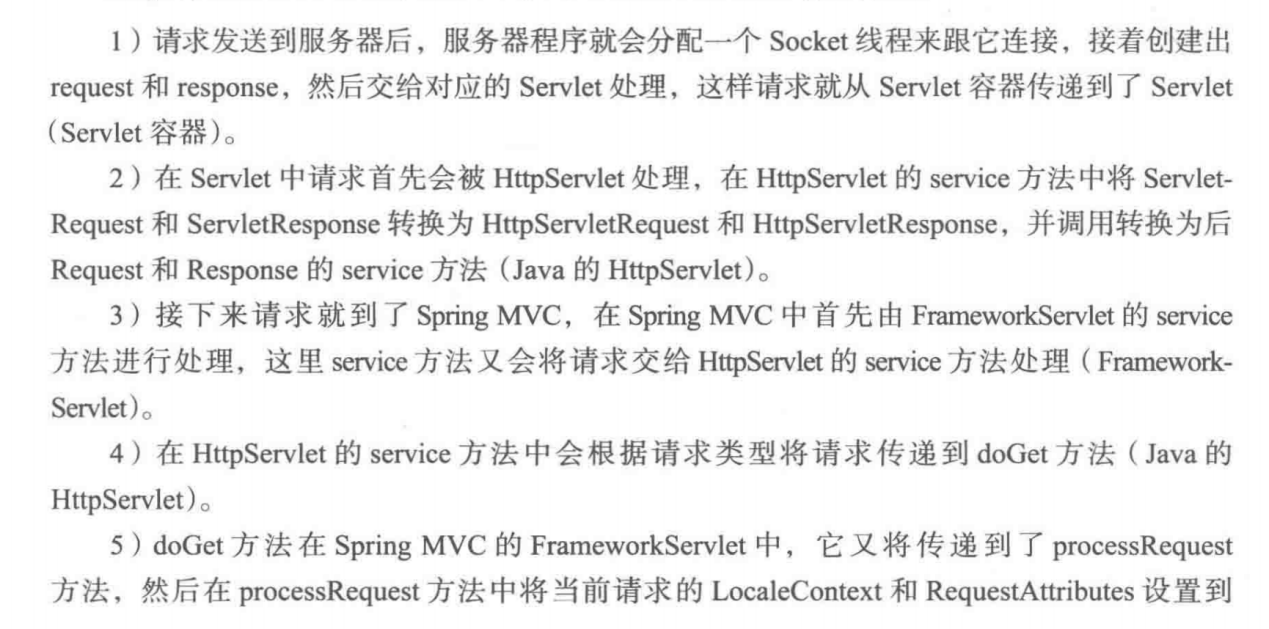 1）请求发送到服务器后，服务器程序就会分配一个 Socket 线程来跟它连接，接着创建出
request 和 response，然后交给对应的 Servlet 处理，这样请求就从 Servlet 容器传递到了 Servlet
（Servlet 容器）。
2）在 Servlet 中请求首先会被 HttpServlet 处理，在 HttpServlet 的 service 方法中将 Servlet-
Request 和 ServletResponse 转换为 HttpServletRequest 和 HttpServletResponse，并调用转换为后
Request 和 Response 的 service 方法（Java 的 HttpServlet）。
3）接下来请求就到了 Spring MVC，在 Spring MVC 中首先由 FrameworkServlet 的 service
方法进行处理，这里 service 方法又会将请求交给 HttpServlet 的 service 方法处理（Framework-
Servlet）。
4）在 HttpServlet 的 service 方法中会根据请求类型将请求传递到 doGet 方法（Java 的
HttpServlet）。
5）doGet 方法在 Spring MVC 的 FrameworkServlet 中，它又将传递到了 processRequest
方法，然后在 processRequest 方法中将当前请求的 LocaleContext 和 RequestAttributes 设置到